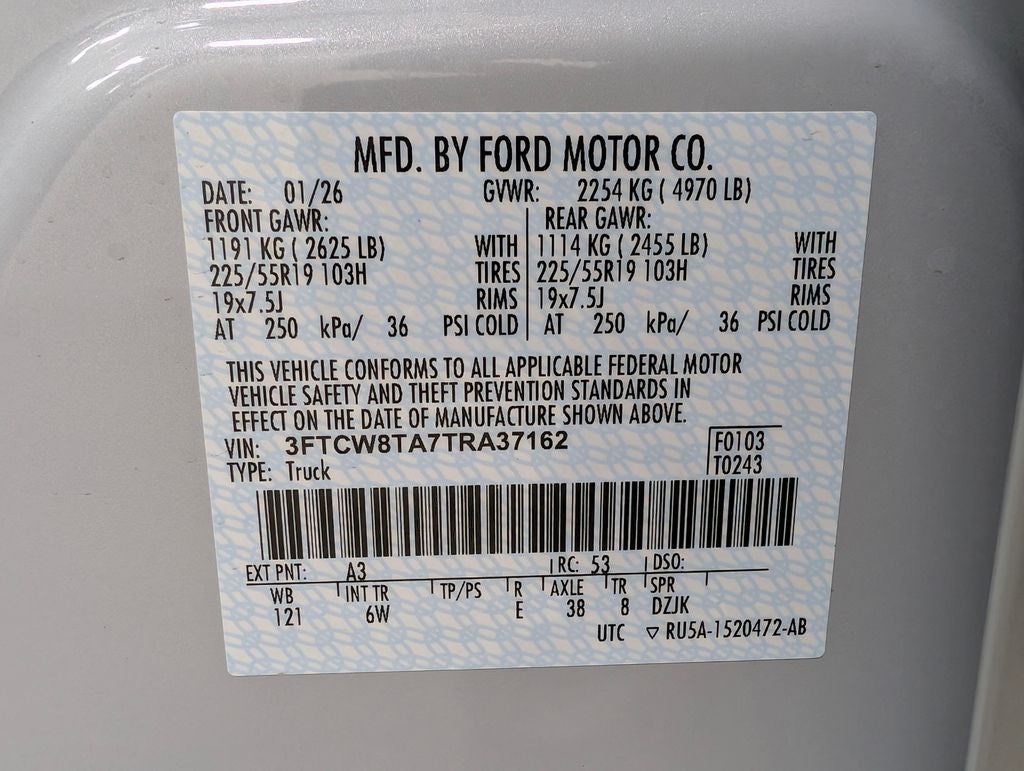 MFD. BY FORD MOTOR CO.
DATE: 01/26 GVWR: 2254 KG ( 4970 LB)
FRONT GAWR: REAR GAWR:
1191 KG ( 2625 LB) WITH 1114 KG ( 2455 LB) WITH
225/55R19 103H TIRES 225/55R19 103H TIRES
19x7.5J RIMS 19x7.5J RIMS
AT 250 kPa/ 36 PSI COLD AT 250 kPa/ 36 PSI COLD
THIS VEHICLE CONFORMS TO ALL APPLICABLE FEDERAL MOTOR
VEHICLE SAFETY AND THEFT PREVENTION STANDARDS IN
EFFECT ON THE DATE OF MANUFACTURE SHOWN ABOVE.
VIN: 3FTCW8TA7TRA37162 F0103
TYPE: Truck T0243
EXT PNT: A3 RC: 53 DSO:
WB INT TR TP/PS R AXLE TR SPR
121 6W E 38 8 DZJK
UTC ▽ RU5A-1520472-AB